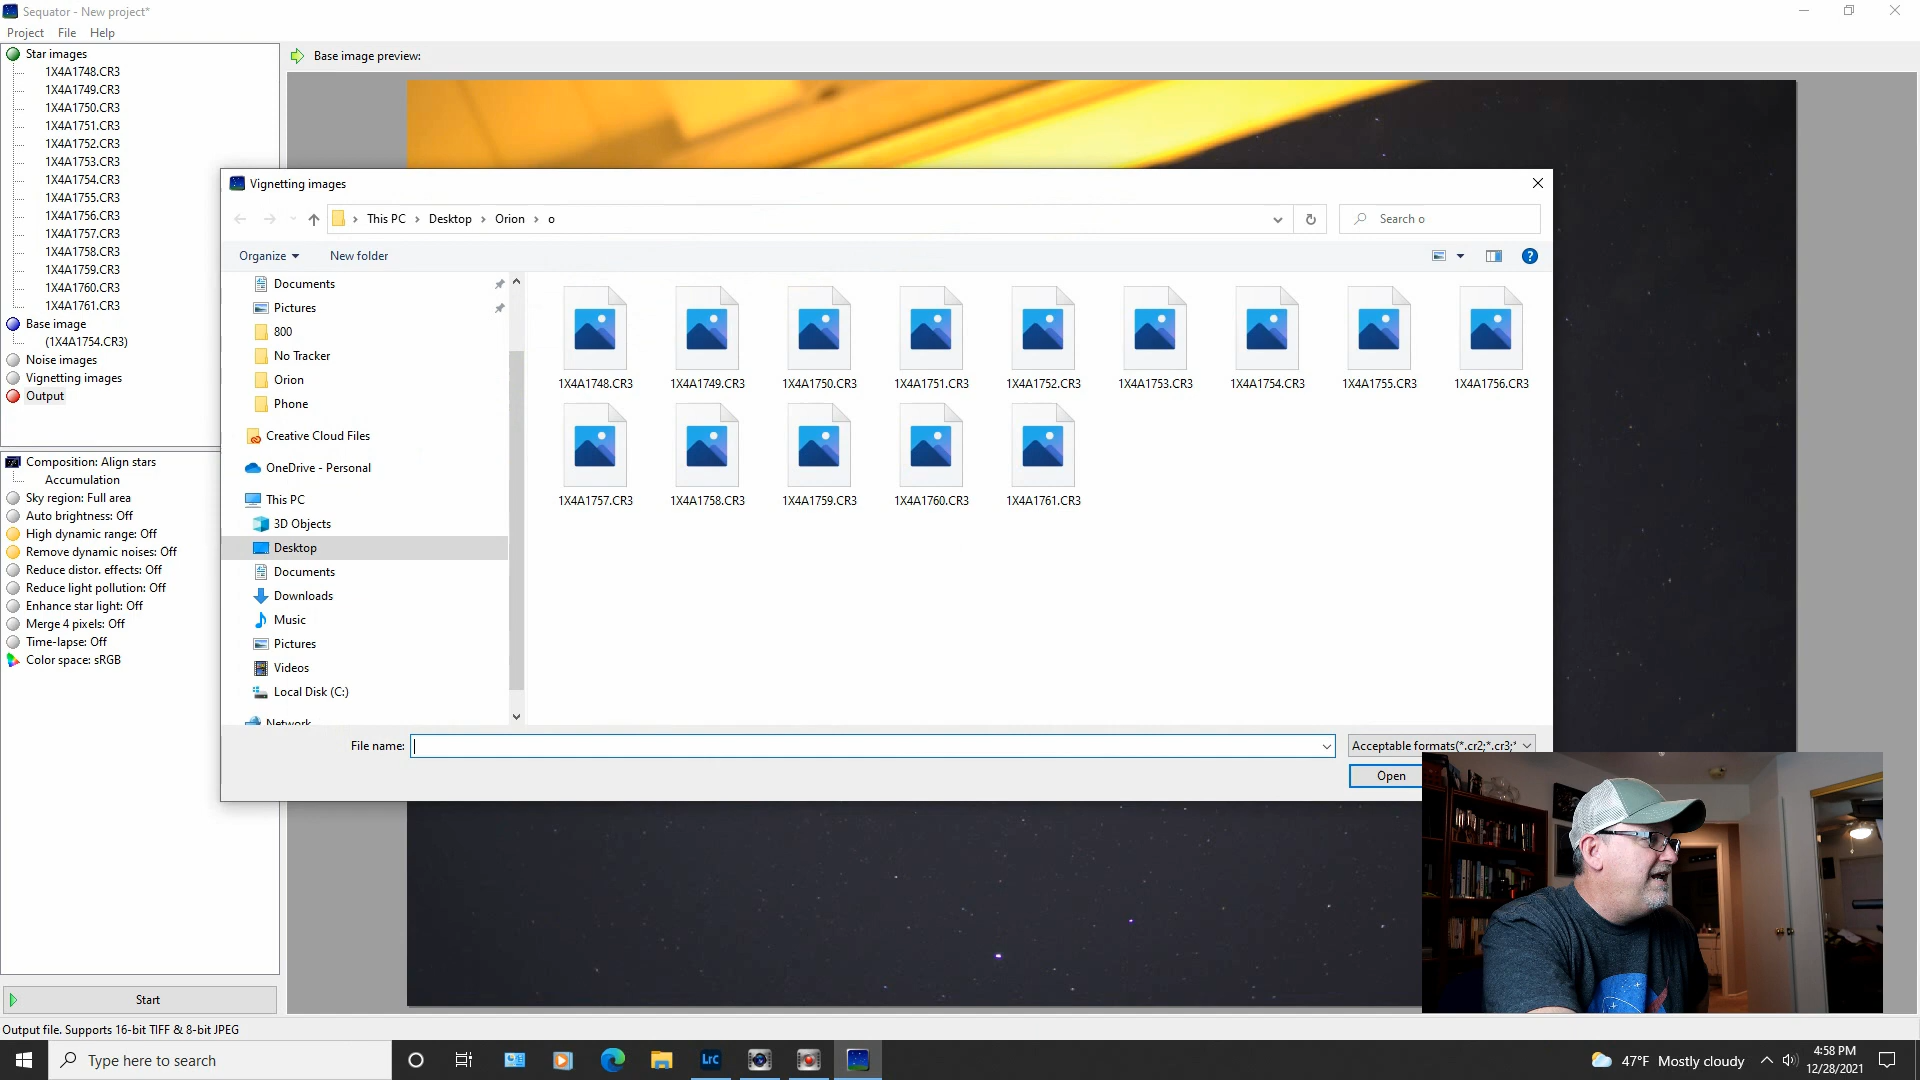 Sequator - New project*
Project File Help
Star images
1X4A1748.CR3
1X4A1749.CR3
1X4A1750.CR3
1X4A1751.CR3
1X4A1752.CR3
1X4A1753.CR3
1X4A1754.CR3
1X4A1755.CR3
1X4A1756.CR3
1X4A1757.CR3
1X4A1758.CR3
1X4A1759.CR3
1X4A1760.CR3
1X4A1761.CR3
Base image
(1X4A1754.CR3)
Noise images
Vignetting images
Output
Composition: Align stars
Accumulation
Sky region: Full area
Auto brightness: Off
High dynamic range: Off
Remove dynamic noises: Off
Reduce distor. effects: Off
Reduce light pollution: Off
Enhance star light: Off
Merge 4 pixels: Off
Time-lapse: Off
Color space: sRGB
Start
Output file. Supports 16-bit TIFF & 8-bit JPEG
Base image preview:
Vignetting images
This PC > Desktop > Orion > o
Search o
Organize
New folder
Documents
Pictures
800
No Tracker
Orion
Phone
Creative Cloud Files
OneDrive - Personal
This PC
3D Objects
Desktop
Documents
Downloads
Music
Pictures
Videos
Local Disk (C:)
Network
1X4A1748.CR3 1X4A1749.CR3 1X4A1750.CR3 1X4A1751.CR3 1X4A1752.CR3 1X4A1753.CR3 1X4A1754.CR3 1X4A1755.CR3 1X4A1756.CR3
1X4A1757.CR3 1X4A1758.CR3 1X4A1759.CR3 1X4A1760.CR3 1X4A1761.CR3
File name:
Acceptable formats(*.cr2;*.cr3;*
Open
Type here to search
LrC
47°F Mostly cloudy
4:58 PM
12/28/2021